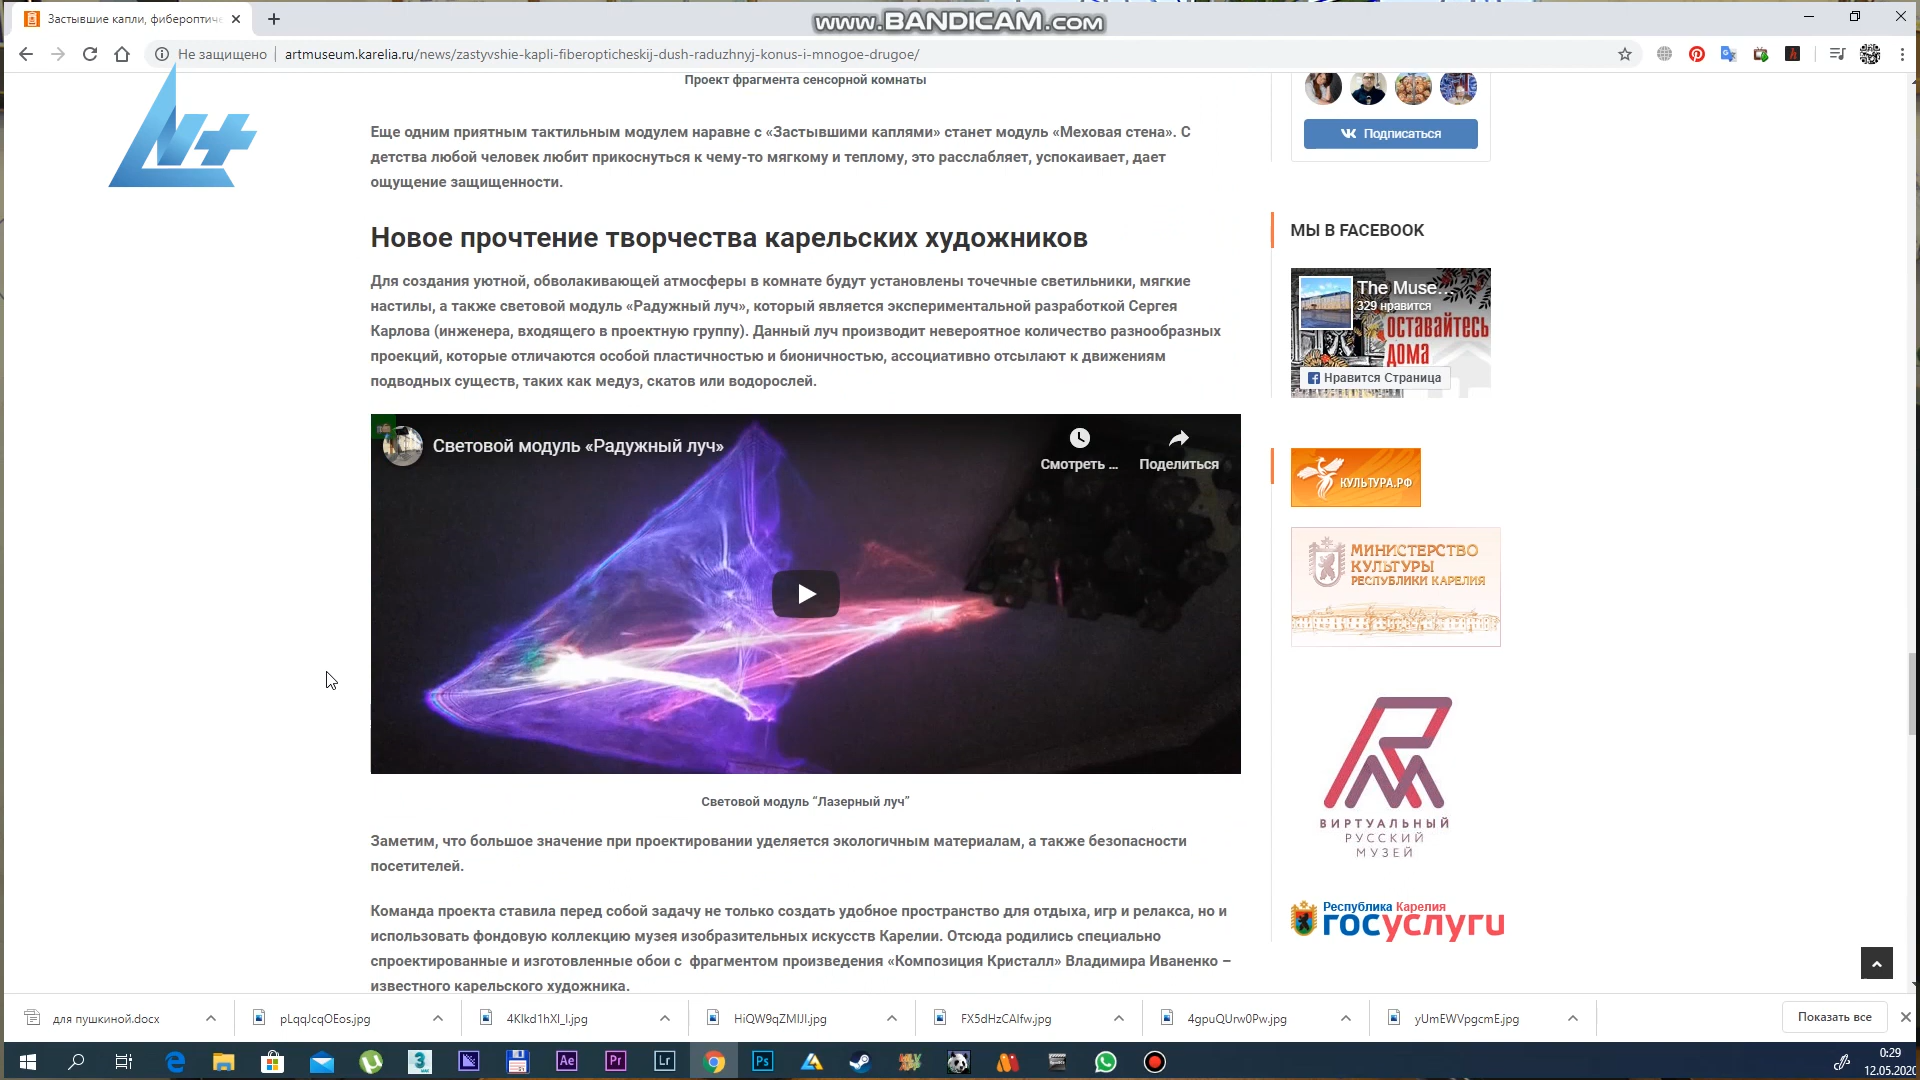 Застывшие капли, фибероптиче
www.BANDICAM.com
Не защищено
artmuseum.karelia.ru/news/zastyvshie-kapli-fiberopticheskij-dush-raduzhnyj-konus-i-mnogoe-drugoe/
Проект фрагмента сенсорной комнаты
Еще одним приятным тактильным модулем наравне с «Застывшими каплями» станет модуль «Меховая стена». С
детства любой человек любит прикоснуться к чему-то мягкому и теплому, это расслабляет, успокаивает, дает
ощущение защищенности.
Новое прочтение творчества карельских художников
Для создания уютной, обволакивающей атмосферы в комнате будут установлены точечные светильники, мягкие
настилы, а также световой модуль «Радужный луч», который является экспериментальной разработкой Сергея
Карлова (инженера, входящего в проектную группу). Данный луч производит невероятное количество разнообразных
проекций, которые отличаются особой пластичностью и бионичностью, ассоциативно отсылают к движениям
подводных существ, таких как медуз, скатов или водорослей.
Световой модуль «Радужный луч»
Смотреть ...
Поделиться
Световой модуль “Лазерный луч”
Заметим, что большое значение при проектировании уделяется экологичным материалам, а также безопасности
посетителей.
Команда проекта ставила перед собой задачу не только создать удобное пространство для отдыха, игр и релакса, но и
использовать фондовую коллекцию музея изобразительных искусств Карелии. Отсюда родились специально
спроектированные и изготовленные обои с фрагментом произведения «Композиция Кристалл» Владимира Иваненко –
известного карельского художника.
Подписаться
МЫ В FACEBOOK
The Muse...
329 нравится
оставайтесь
дома
Нравится Страница
КУЛЬТУРА.РФ
МИНИСТЕРСТВО
КУЛЬТУРЫ
РЕСПУБЛИКИ КАРЕЛИЯ
ВИРТУАЛЬНЫЙ
РУССКИЙ
МУЗЕЙ
Республика Карелия
госуслуги
для пушкиной.docx
pLqqJcqOEos.jpg
4KIkd1hXI_I.jpg
HiQW9qZMIJI.jpg
FX5dHzCAlfw.jpg
4gpuQUrw0Pw.jpg
yUmEWVpgcmE.jpg
Показать все
Ae
Pr
Lr
Ps
0:29
12.05.2020